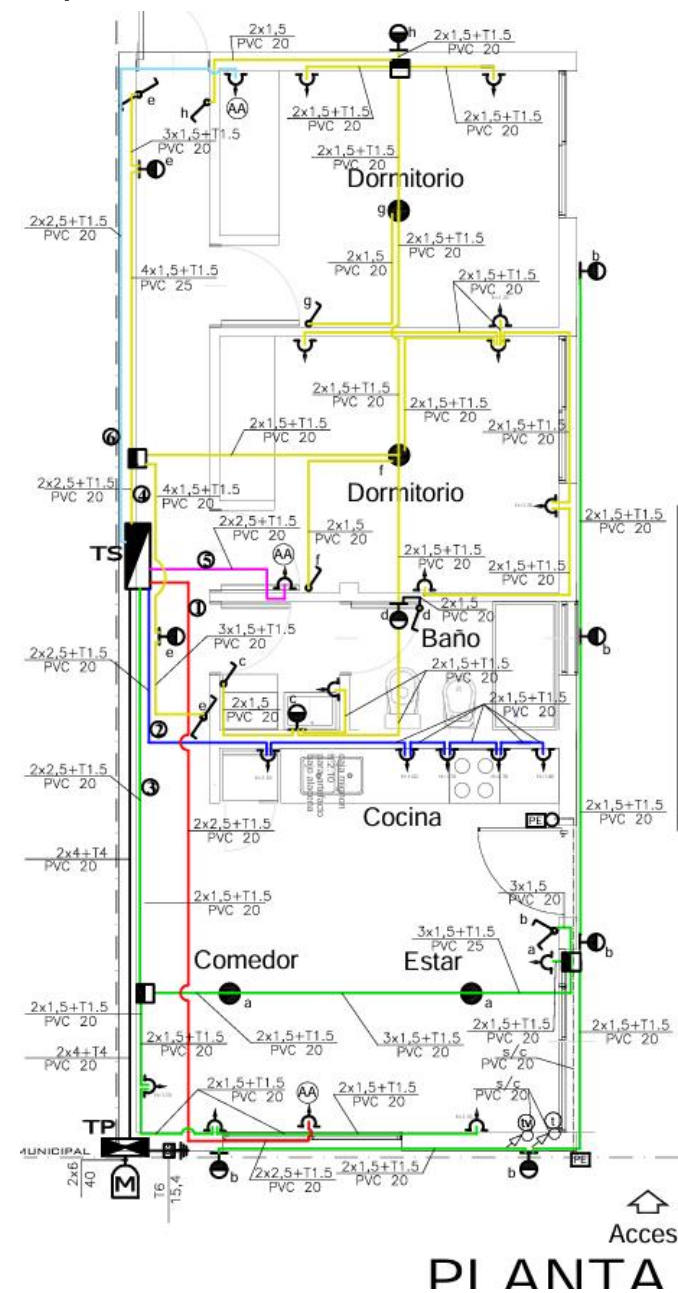 h
2x1,5
PVC 20
2x1,5+T1.5
PVC 20
e
h
AA
2x1,5+T1.5
PVC 20
2x1,5+T1.5
PVC 20
3x1,5+T1.5
PVC 20
2x1,5+T1.5
PVC 20
e
Dormitorio
g
2x2,5+T1.5
PVC 20
2x1,5
PVC 20
2x1,5+T1.5
PVC 20
b
4x1,5+T1.5
PVC 25
2x1,5+T1.5
PVC 20
g
2x1,5+T1.5
PVC 20
2x1,5+T1.5
PVC 20
2x1,5+T1.5
PVC 20
2x1,5+T1.5
PVC 20
6
f
2x2,5+T1.5
PVC 20
4
4x1,5+T1.5
PVC 20
Dormitorio
2x2,5+T1.5
PVC 20
2x1,5
PVC 20
2x1,5+T1.5
PVC 20
TS
5
AA
f
2x1,5+T1.5
PVC 20
1
2x1,5
PVC 20
d
d
Baño
e
3x1,5+T1.5
PVC 20
b
2x2,5+T1.5
PVC 20
c
2x1,5+T1.5
PVC 20
2x1,5
PVC 20
c
e
2x1,5+T1.5
PVC 20
2
2x2,5+T1.5
PVC 20
3
Cocina
2x1,5+T1.5
PVC 20
PE
2x2,5+T1.5
PVC 20
2x4+T4
PVC 20
2x1,5+T1.5
PVC 20
3x1,5
PVC 20
b
3x1,5+T1.5
PVC 25
a
b
Comedor
Estar
a
a
2x1,5+T1.5
PVC 20
2x1,5+T1.5
PVC 20
2x1,5+T1.5
PVC 20
3x1,5+T1.5
PVC 20
2x1,5+T1.5
PVC 20
2x1,5+T1.5
PVC 20
2x4+T4
PVC 20
s/c
PVC 20
2x1,5+T1.5
PVC 20
AA
2x1,5+T1.5
PVC 20
s/c
PVC 20
TP
tv
t
MUNICIPAL
PE
2x6
40
M
T6
15,4
b
2x2,5+T1.5
PVC 20
2x1,5+T1.5
PVC 20
b
Acces
PLANTA